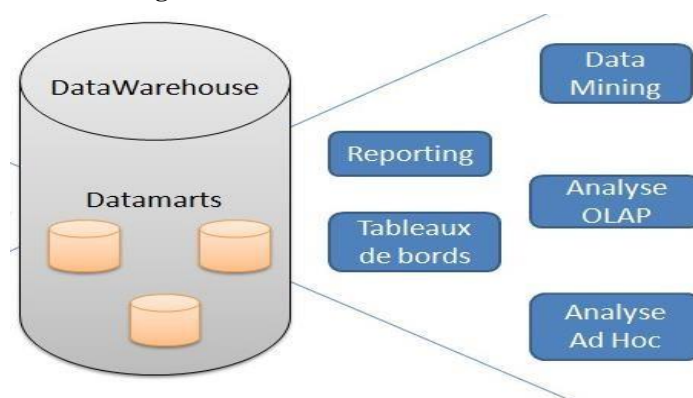 DataWarehouse
Datamarts
Reporting
Tableaux
de bords
Data
Mining
Analyse
OLAP
Analyse
Ad Hoc